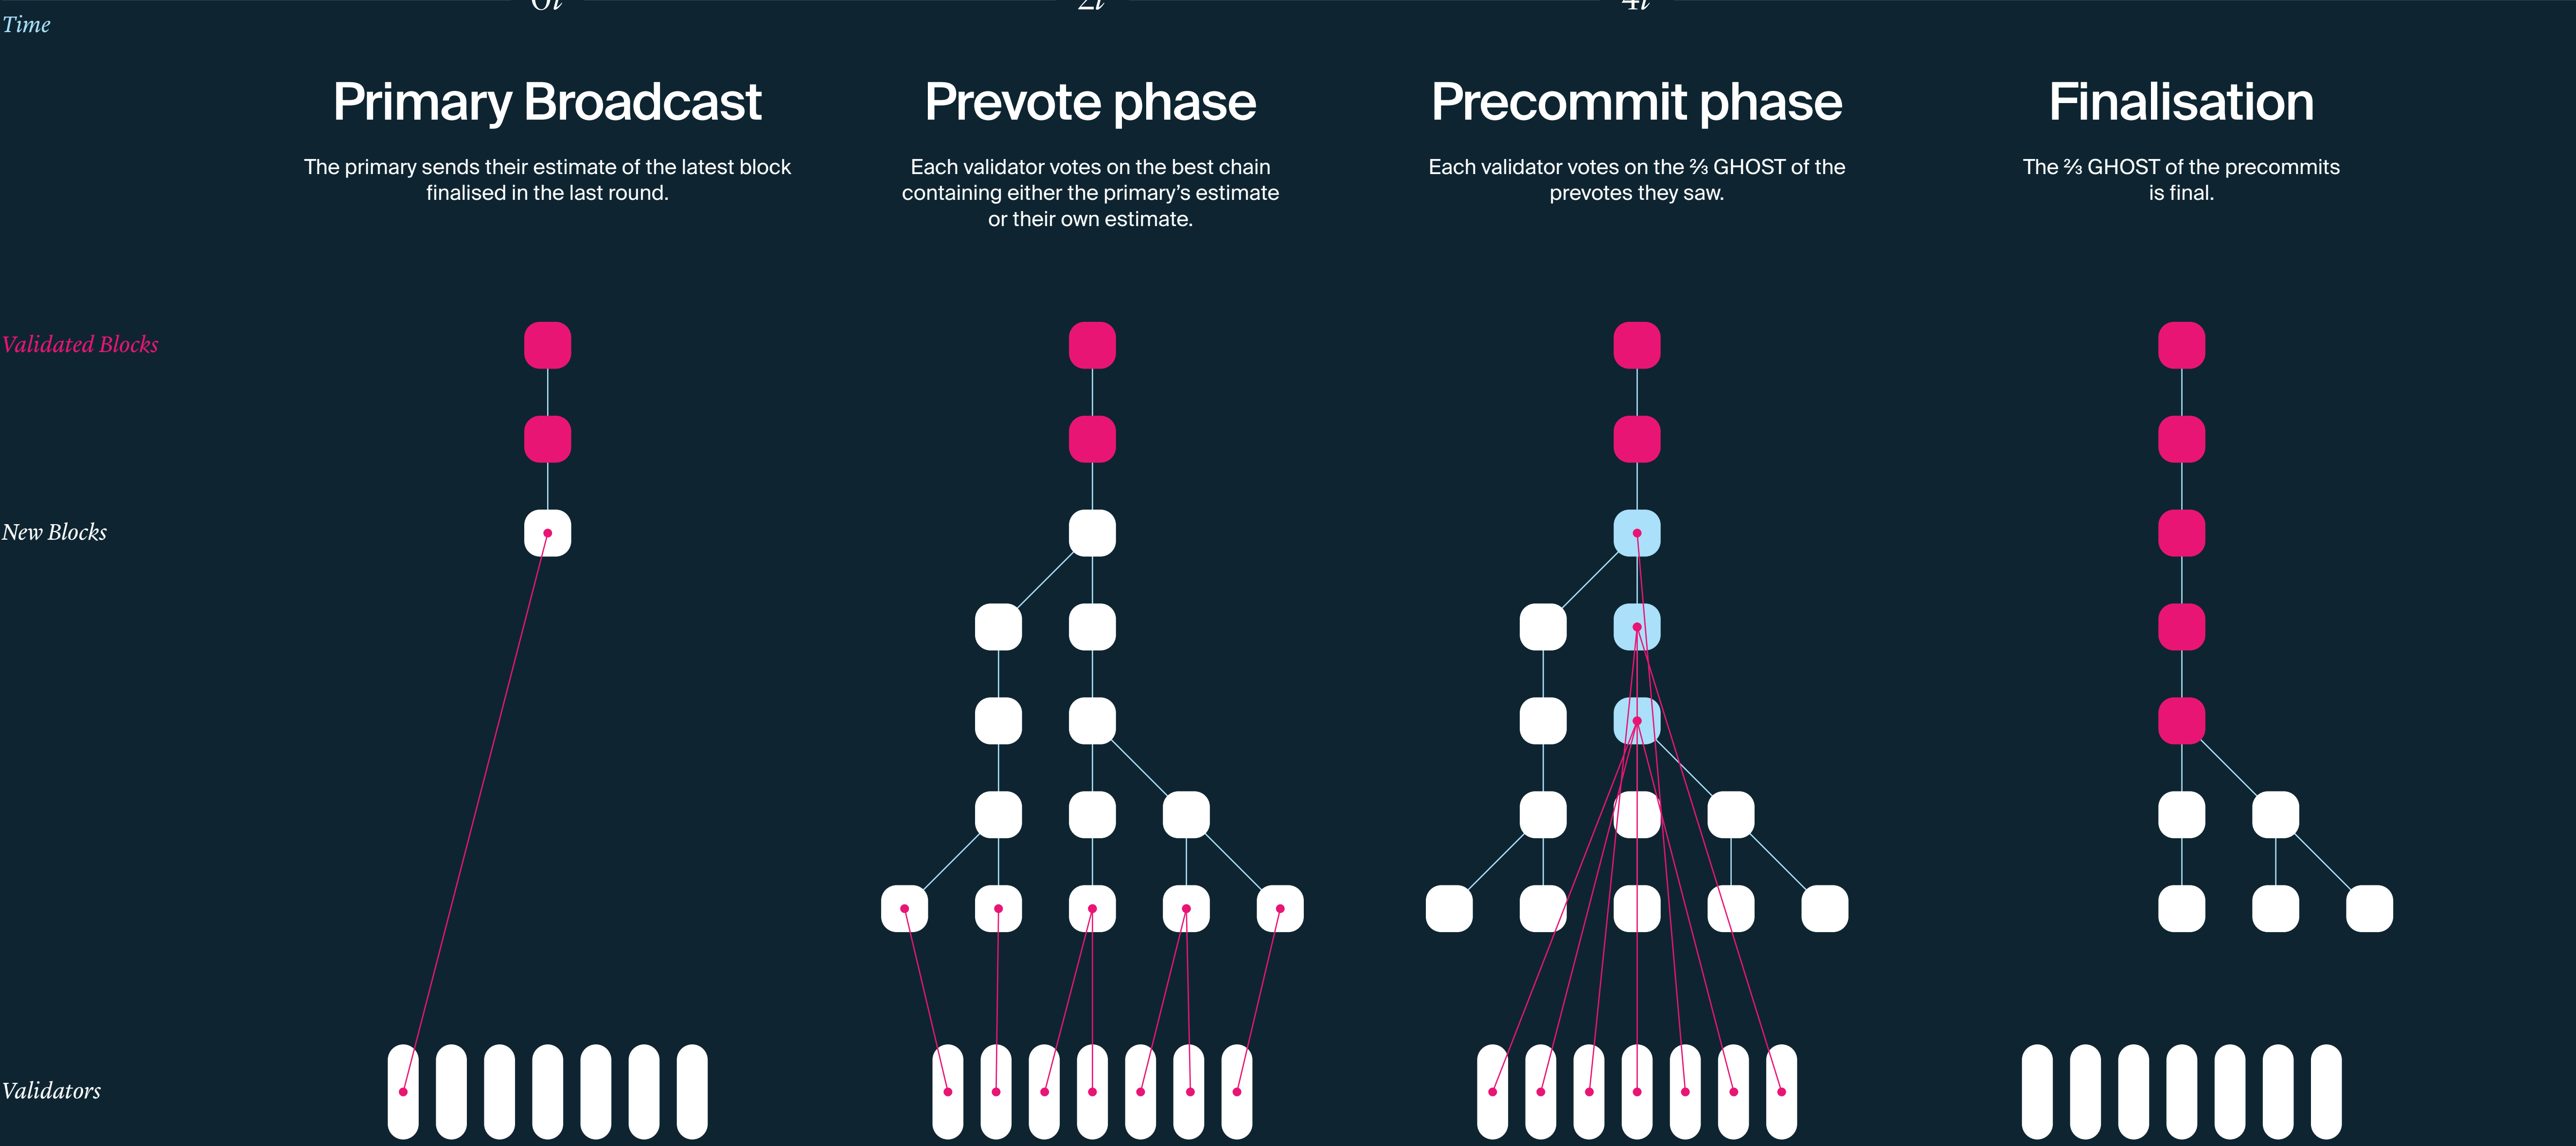 Time
Primary Broadcast
The primary sends their estimate of the latest block
finalised in the last round.
Prevote phase
Each validator votes on the best chain
containing either the primary’s estimate
or their own estimate.
Precommit phase
Each validator votes on the ⅔ GHOST of the
prevotes they saw.
Finalisation
The ⅔ GHOST of the precommits
is final.
Validated Blocks
New Blocks
Validators